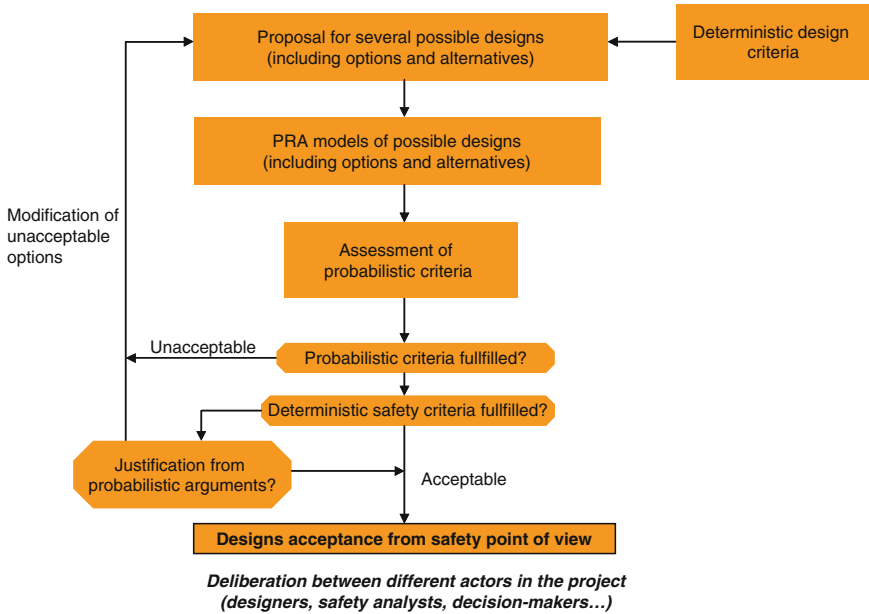 Proposal for several possible designs
(including options and alternatives)
Deterministic design
criteria
PRA models of possible designs
(including options and alternatives)
Modification of
unacceptable
options
Assessment of
probabilistic criteria
Unacceptable
Probabilistic criteria fullfilled?
Deterministic safety criteria fullfilled?
Justification from
probabilistic arguments?
Acceptable
Designs acceptance from safety point of view
Deliberation between different actors in the project
(designers, safety analysts, decision-makers…)